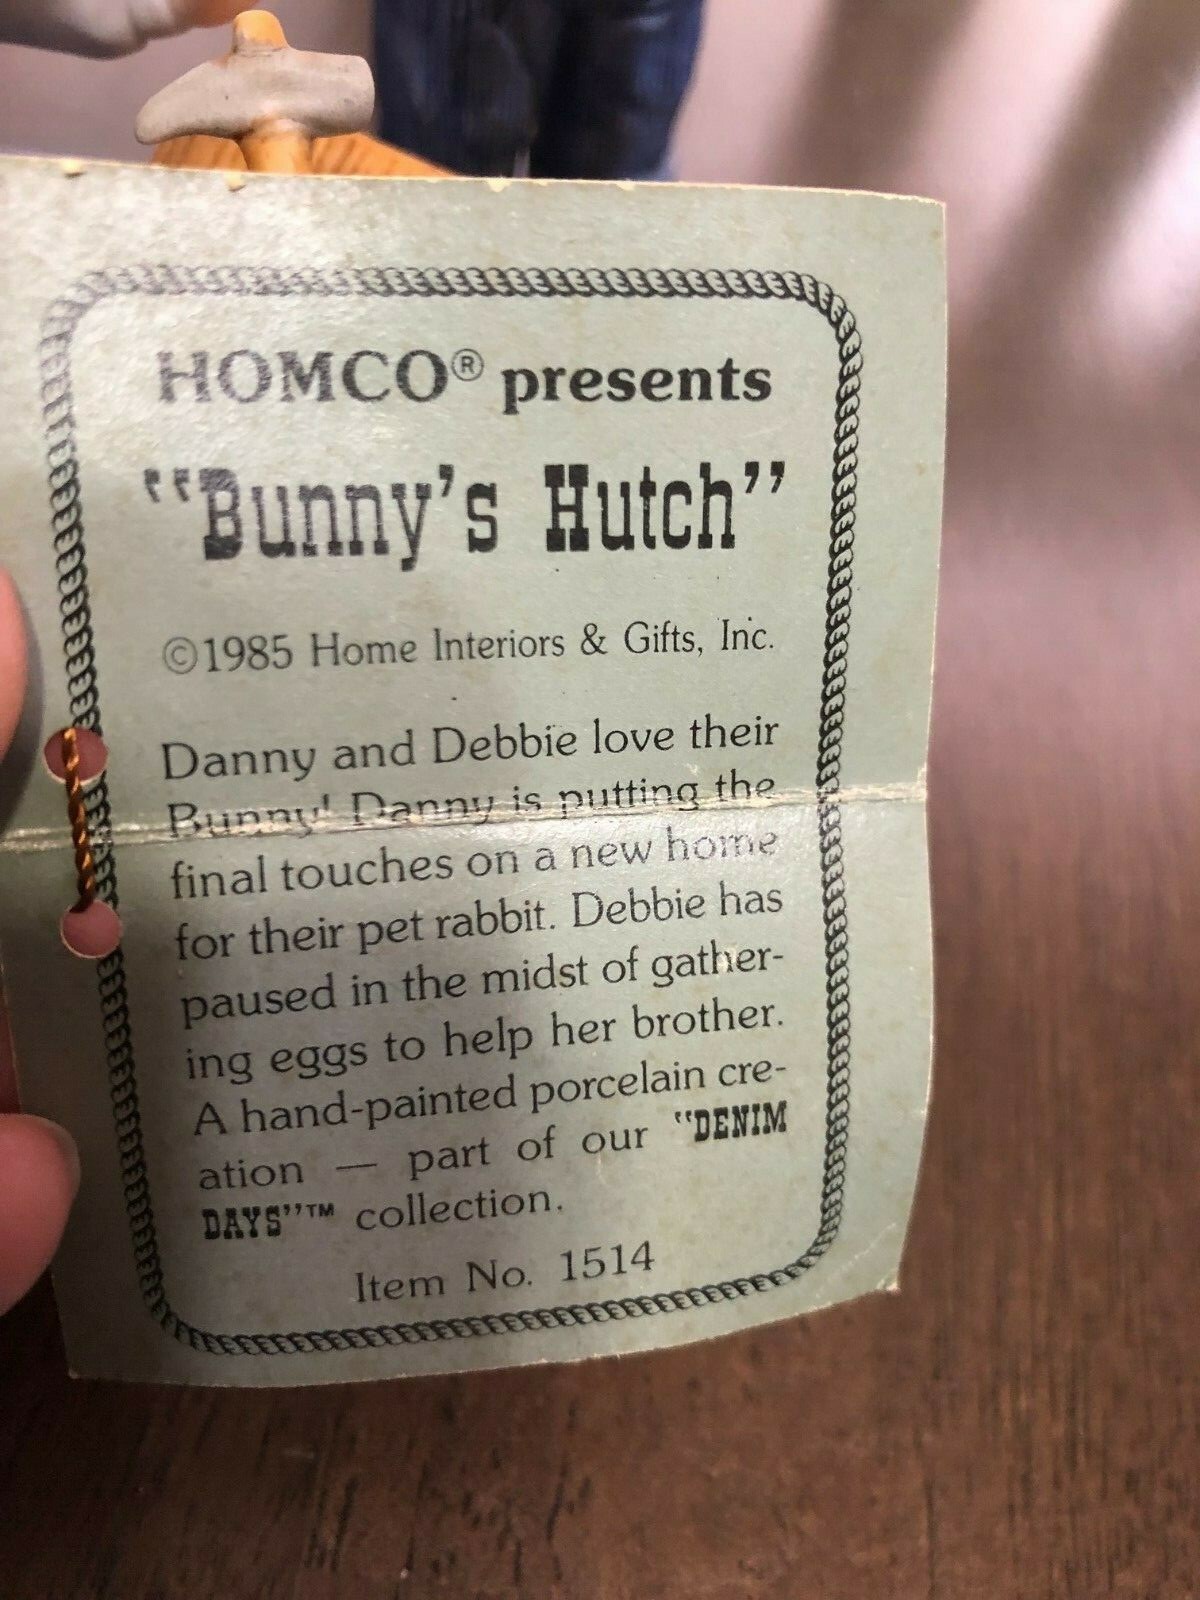 HOMCO® presents
“Bunny’s Hutch”
©1985 Home Interiors & Gifts, Inc.
Danny and Debbie love their
Bunny! Danny is putting the
final touches on a new home
for their pet rabbit. Debbie has
paused in the midst of gather-
ing eggs to help her brother.
A hand-painted porcelain cre-
ation — part of our “DENIM
DAYS”™ collection.
Item No. 1514